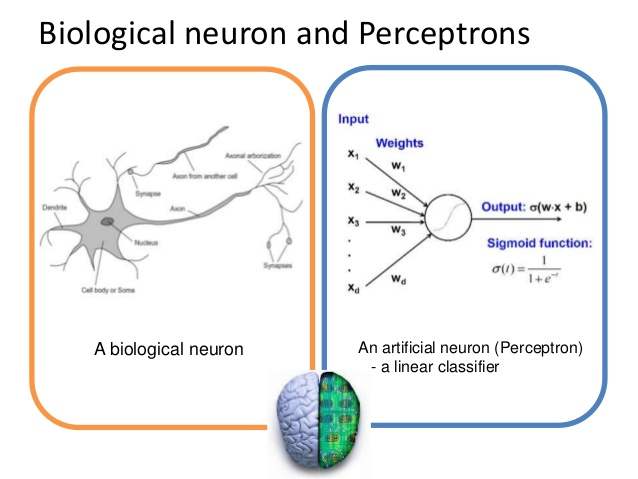 Biological neuron and Perceptrons
Axonal arborization
Axon from another cell
Synapse
Dendrite
Axon
Nucleus
Synapses
Cell body or Soma
A biological neuron
Input
Weights
x₁
w₁
x₂
w₂
x₃
w₃
.
.
.
.
x_d
w_d
Output: σ(w·x + b)
Sigmoid function:
σ(t) = 1 / (1 + e⁻ᵗ)
An artificial neuron (Perceptron)
- a linear classifier